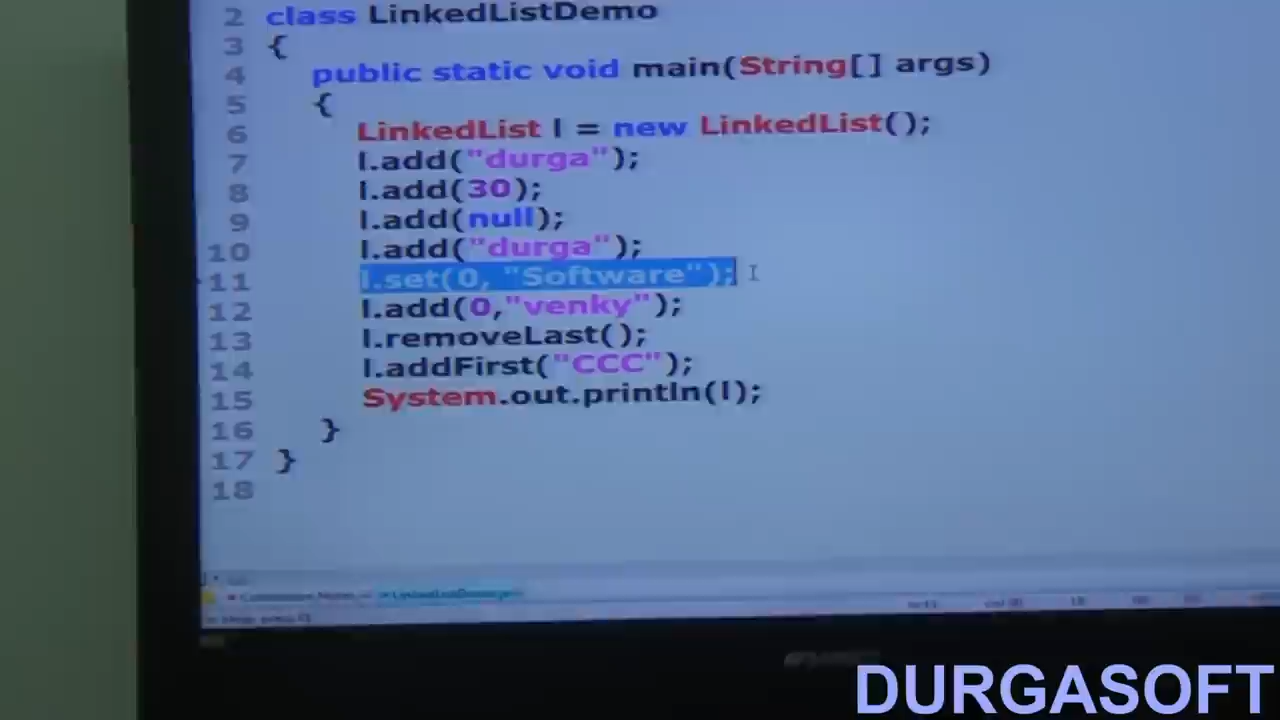 2 class LinkedListDemo
3 {
4 public static void main(String[] args)
5 {
6 LinkedList l = new LinkedList();
7 l.add("durga");
8 l.add(30);
9 l.add(null);
10 l.add("durga");
11 l.set(0, "Software");
12 l.add(0,"venky");
13 l.removeLast();
14 l.addFirst("CCC");
15 System.out.println(l);
16 }
17 }
18
DURGASOFT